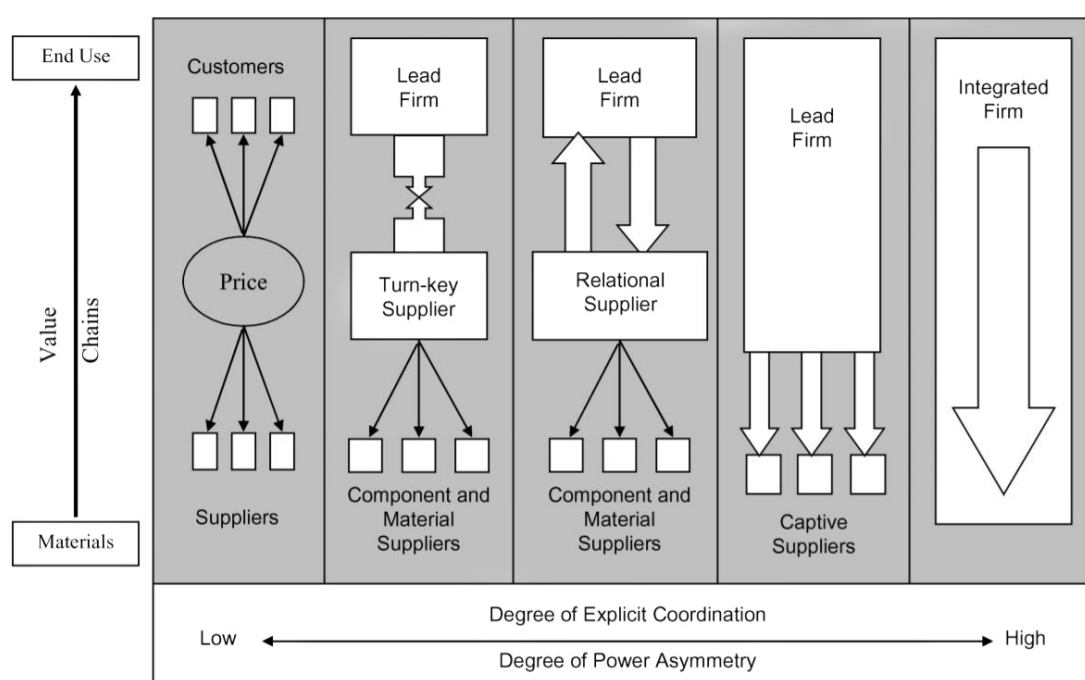 End Use
Value
Chains
Materials
Customers
Price
Suppliers
Lead
Firm
Turn-key
Supplier
Component and
Material
Suppliers
Lead
Firm
Relational
Supplier
Component and
Material
Suppliers
Lead
Firm
Captive
Suppliers
Integrated
Firm
Degree of Explicit Coordination
Low
High
Degree of Power Asymmetry